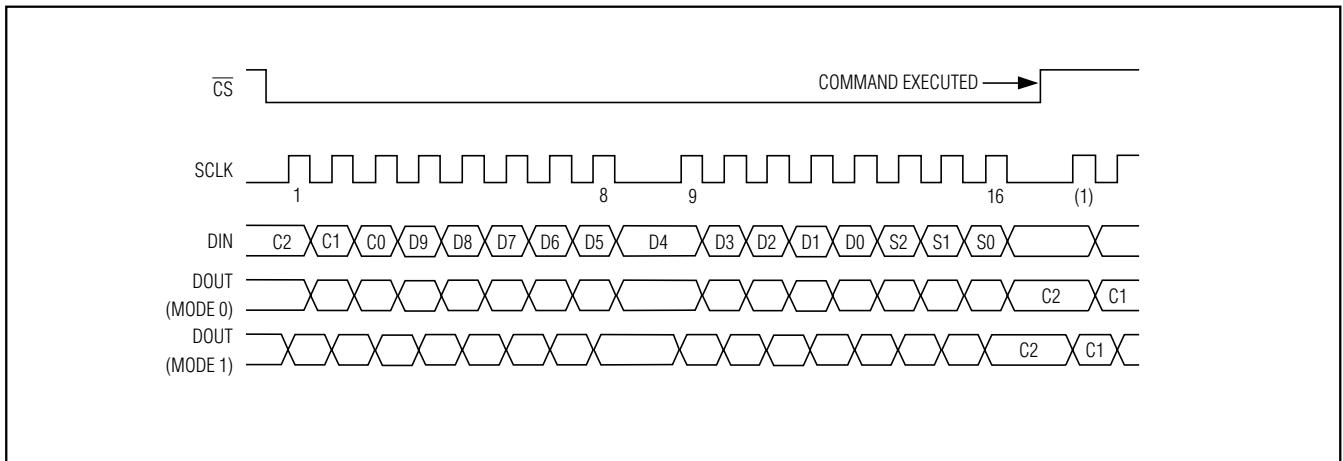 CS
COMMAND EXECUTED
SCLK
1 8 9 16 (1)
DIN
C2 C1 C0 D9 D8 D7 D6 D5 D4 D3 D2 D1 D0 S2 S1 S0
DOUT
(MODE 0)
C2 C1
DOUT
(MODE 1)
C2 C1